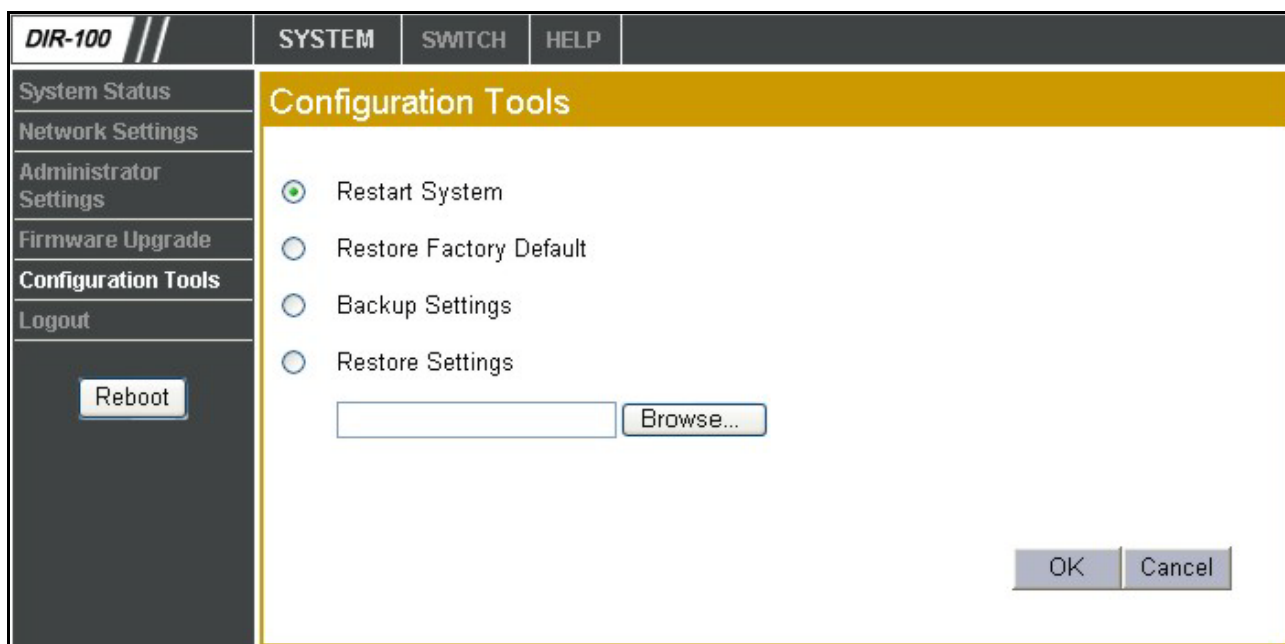 DIR-100
SYSTEM
SWITCH
HELP
System Status
Network Settings
Administrator
Settings
Firmware Upgrade
Configuration Tools
Logout
Reboot
Configuration Tools
Restart System
Restore Factory Default
Backup Settings
Restore Settings
Browse...
OK
Cancel